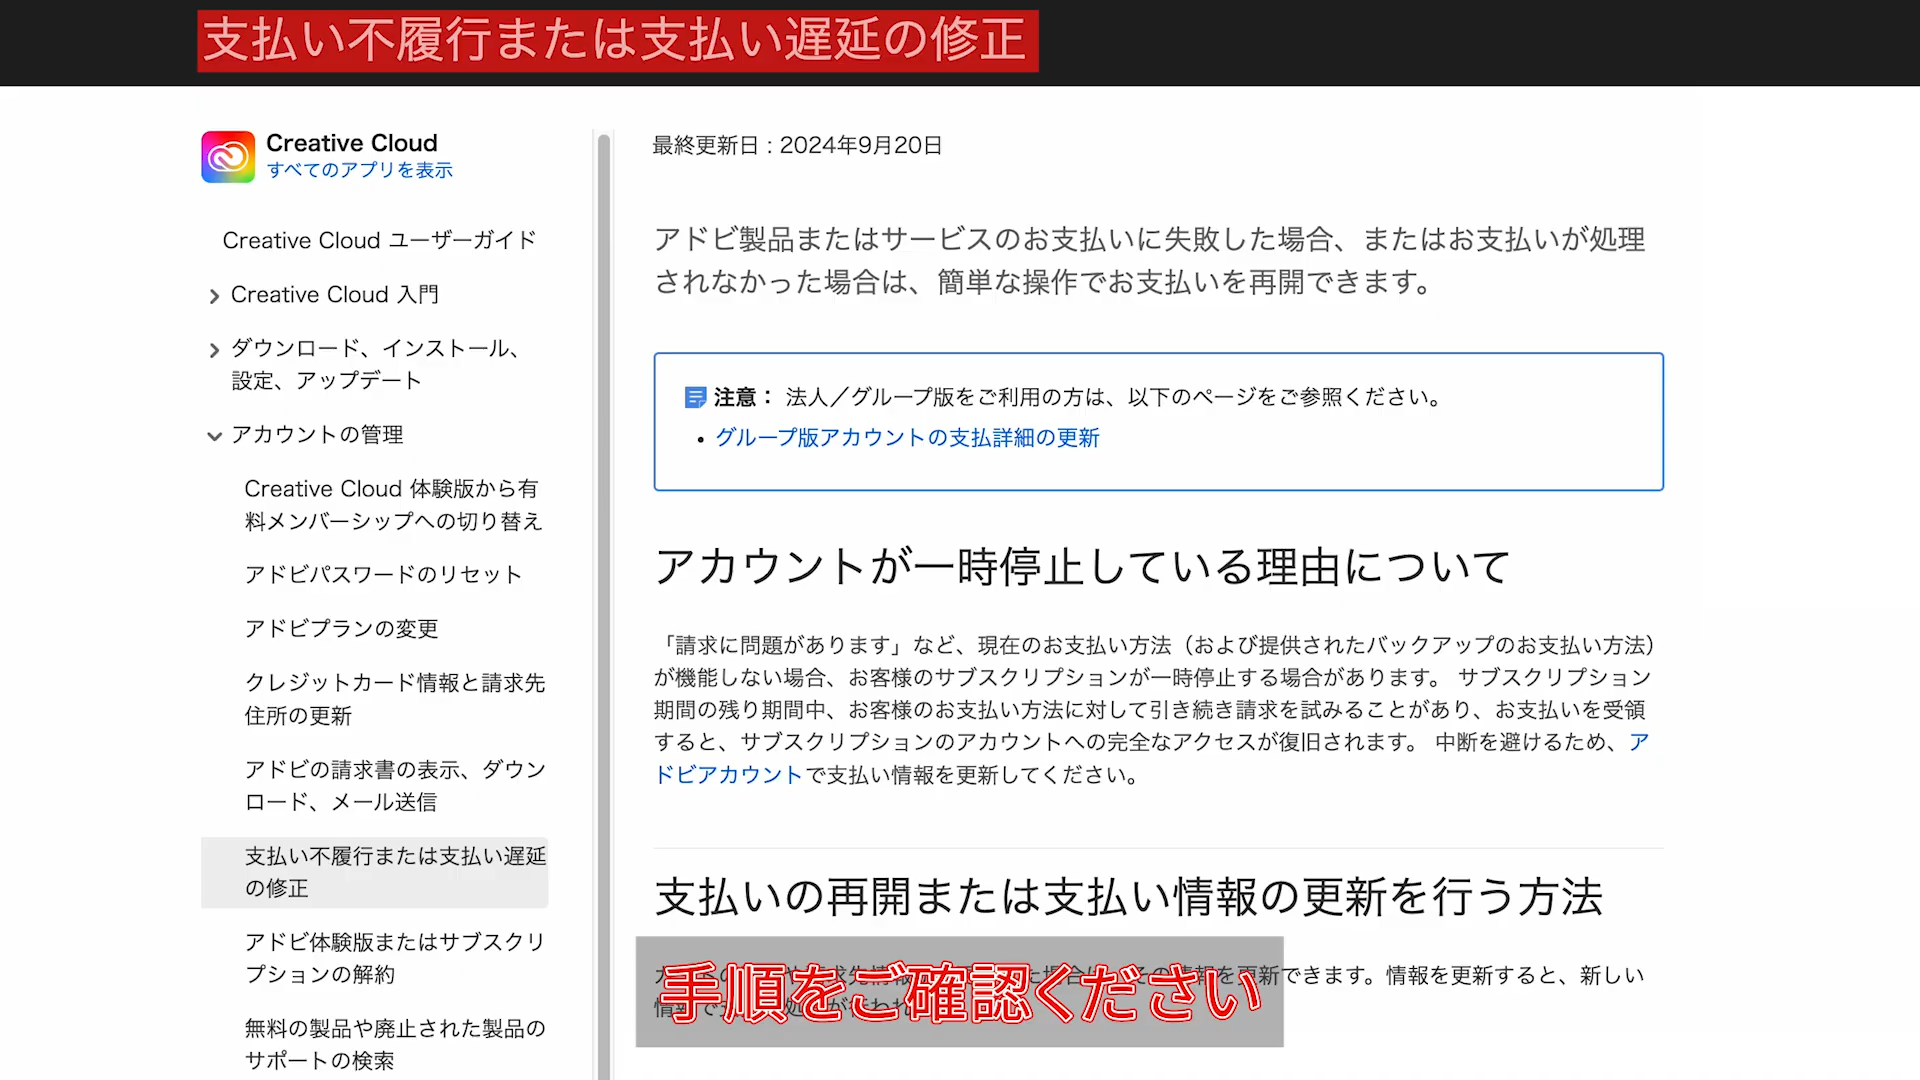 支払い不履行または支払い遅延の修正
Creative Cloud
すべてのアプリを表示
Creative Cloud ユーザーガイド
Creative Cloud 入門
ダウンロード、インストール、
設定、アップデート
アカウントの管理
Creative Cloud 体験版から有
料メンバーシップへの切り替え
アドビパスワードのリセット
アドビプランの変更
クレジットカード情報と請求先
住所の更新
アドビの請求書の表示、ダウン
ロード、メール送信
支払い不履行または支払い遅延
の修正
アドビ体験版またはサブスクリ
プションの解約
無料の製品や廃止された製品の
サポートの検索
最終更新日 : 2024年9月20日
アドビ製品またはサービスのお支払いに失敗した場合、またはお支払いが処理
されなかった場合は、簡単な操作でお支払いを再開できます。
注意： 法人／グループ版をご利用の方は、以下のページをご参照ください。
• グループ版アカウントの支払詳細の更新
アカウントが一時停止している理由について
「請求に問題があります」など、現在のお支払い方法（および提供されたバックアップのお支払い方法）
が機能しない場合、お客様のサブスクリプションが一時停止する場合があります。 サブスクリプション
期間の残り期間中、お客様のお支払い方法に対して引き続き請求を試みることがあり、お支払いを受領
すると、サブスクリプションのアカウントへの完全なアクセスが復旧されます。 中断を避けるため、ア
ドビアカウントで支払い情報を更新してください。
支払いの再開または支払い情報の更新を行う方法
更新できます。情報を更新すると、新しい
手順をご確認ください